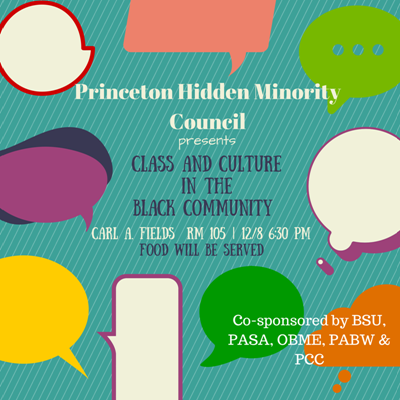 Princeton Hidden Minority
Council
presents
CLASS AND CULTURE
IN THE
BLACK COMMUNITY
CARL A. FIELDS RM 105 | 12/8 6:30 PM
FOOD WILL BE SERVED
Co-sponsored by BSU,
PASA, OBME, PABW &
PCC